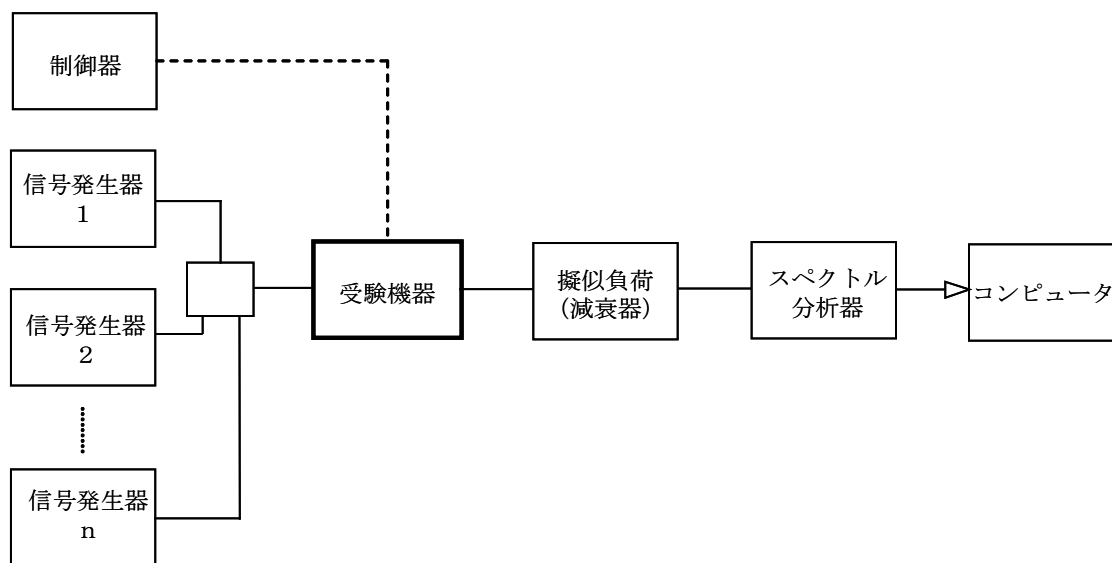 制御器
信号発生器
1
信号発生器
2
信号発生器
n
受験機器
擬似負荷
(減衰器)
スペクトル
分析器
コンピュータ